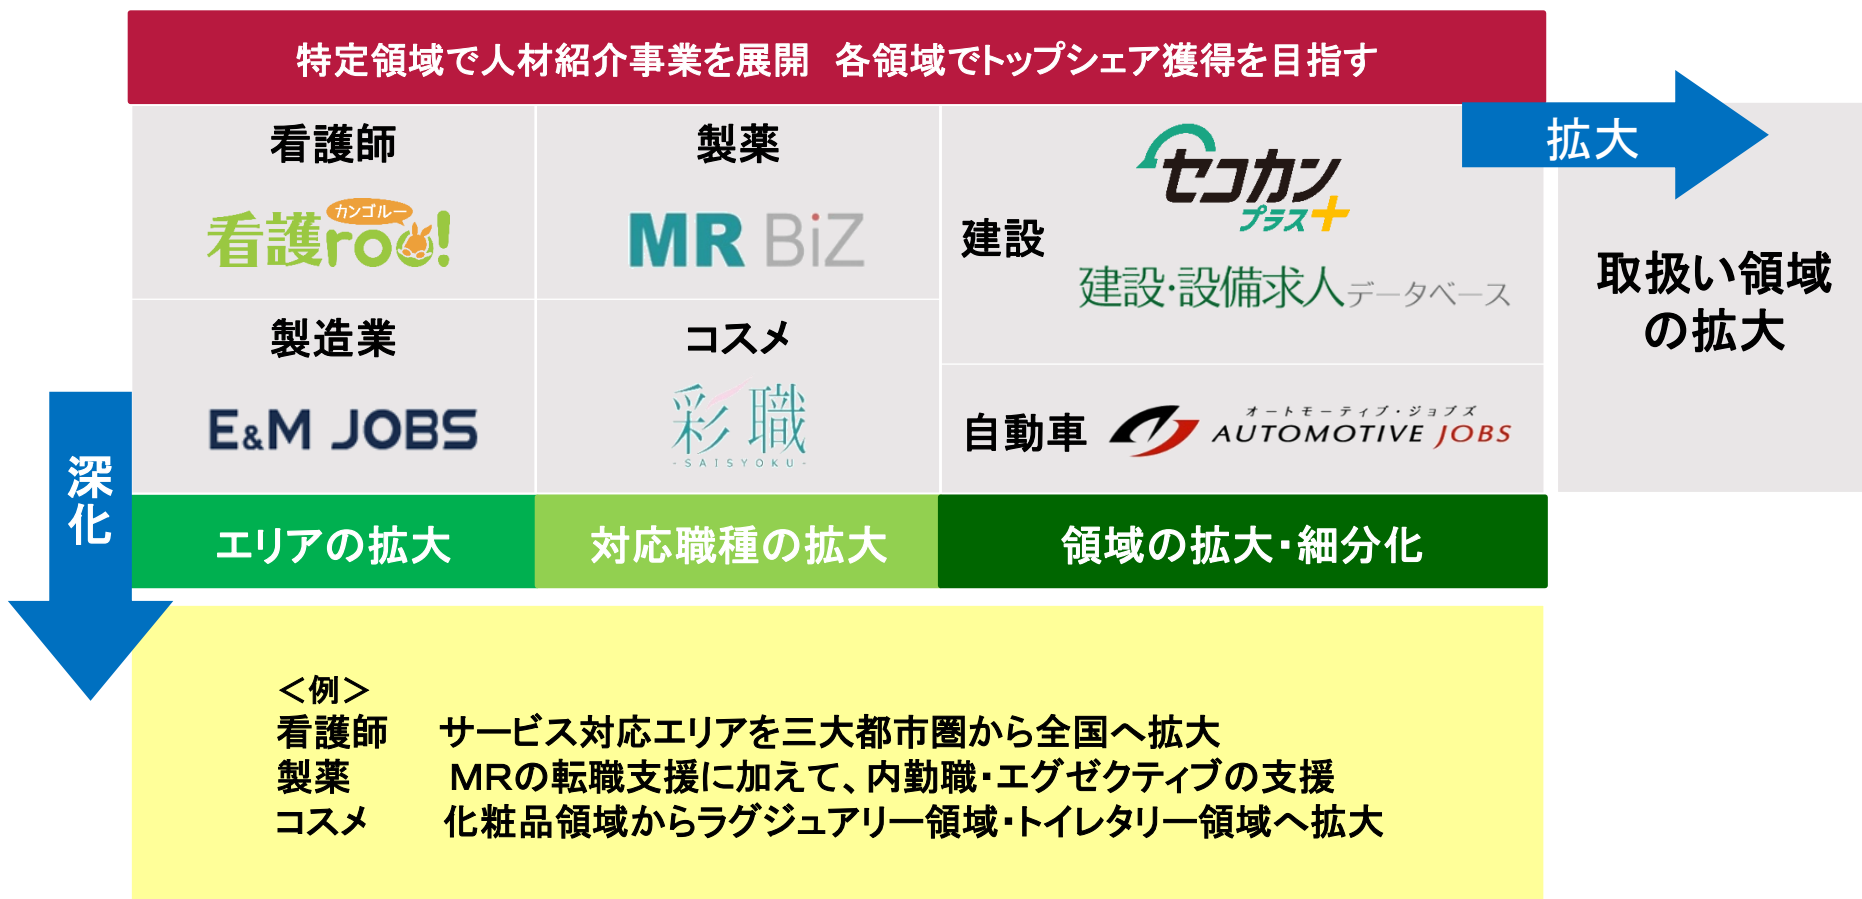 特定領域で人材紹介事業を展開　各領域でトップシェア獲得を目指す
看護師
カンゴルー
看護roo!
製薬
MR BiZ
建設
セコカン
プラス+
建設・設備求人データベース
拡大
取扱い領域
の拡大
製造業
E&M JOBS
コスメ
彩職
-SAISYOKU-
自動車
オートモーティブ・ジョブズ
AUTOMOTIVE JOBS
深化
エリアの拡大
対応職種の拡大
領域の拡大・細分化
＜例＞
看護師　サービス対応エリアを三大都市圏から全国へ拡大
製薬　ＭＲの転職支援に加えて、内勤職・エグゼクティブの支援
コスメ　化粧品領域からラグジュアリー領域・トイレタリー領域へ拡大